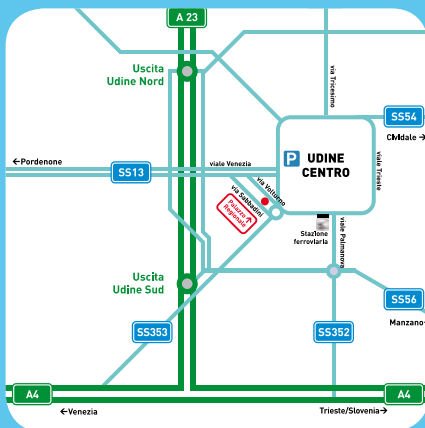 A 23
Uscita
Udine Nord
via Tricesimo
SS54
Cividale →
←Pordenone
SS13
viale Venezia
P
UDINE
CENTRO
viale Trieste
via Volturno
via Sabbadini
Palazzo
Regionale
Stazione
ferroviaria
viale Palmanova
Uscita
Udine Sud
SS56
Manzano→
SS353
SS352
A4
A4
←Venezia
Trieste/Slovenia→